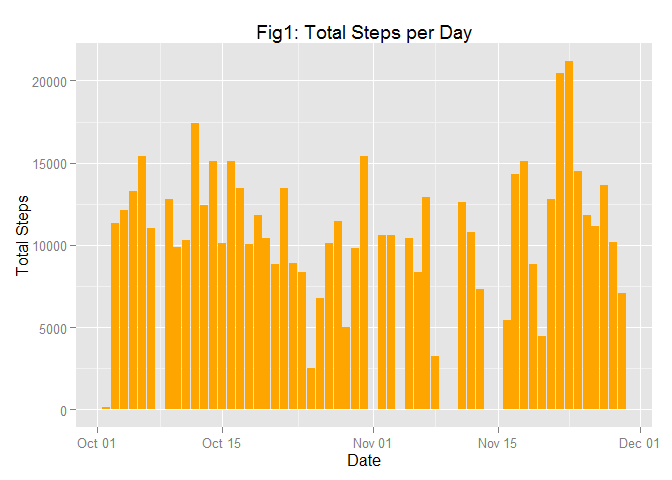 Fig1: Total Steps per Day
Total Steps
20000
15000
10000
5000
0
Oct 01
Oct 15
Nov 01
Nov 15
Dec 01
Date